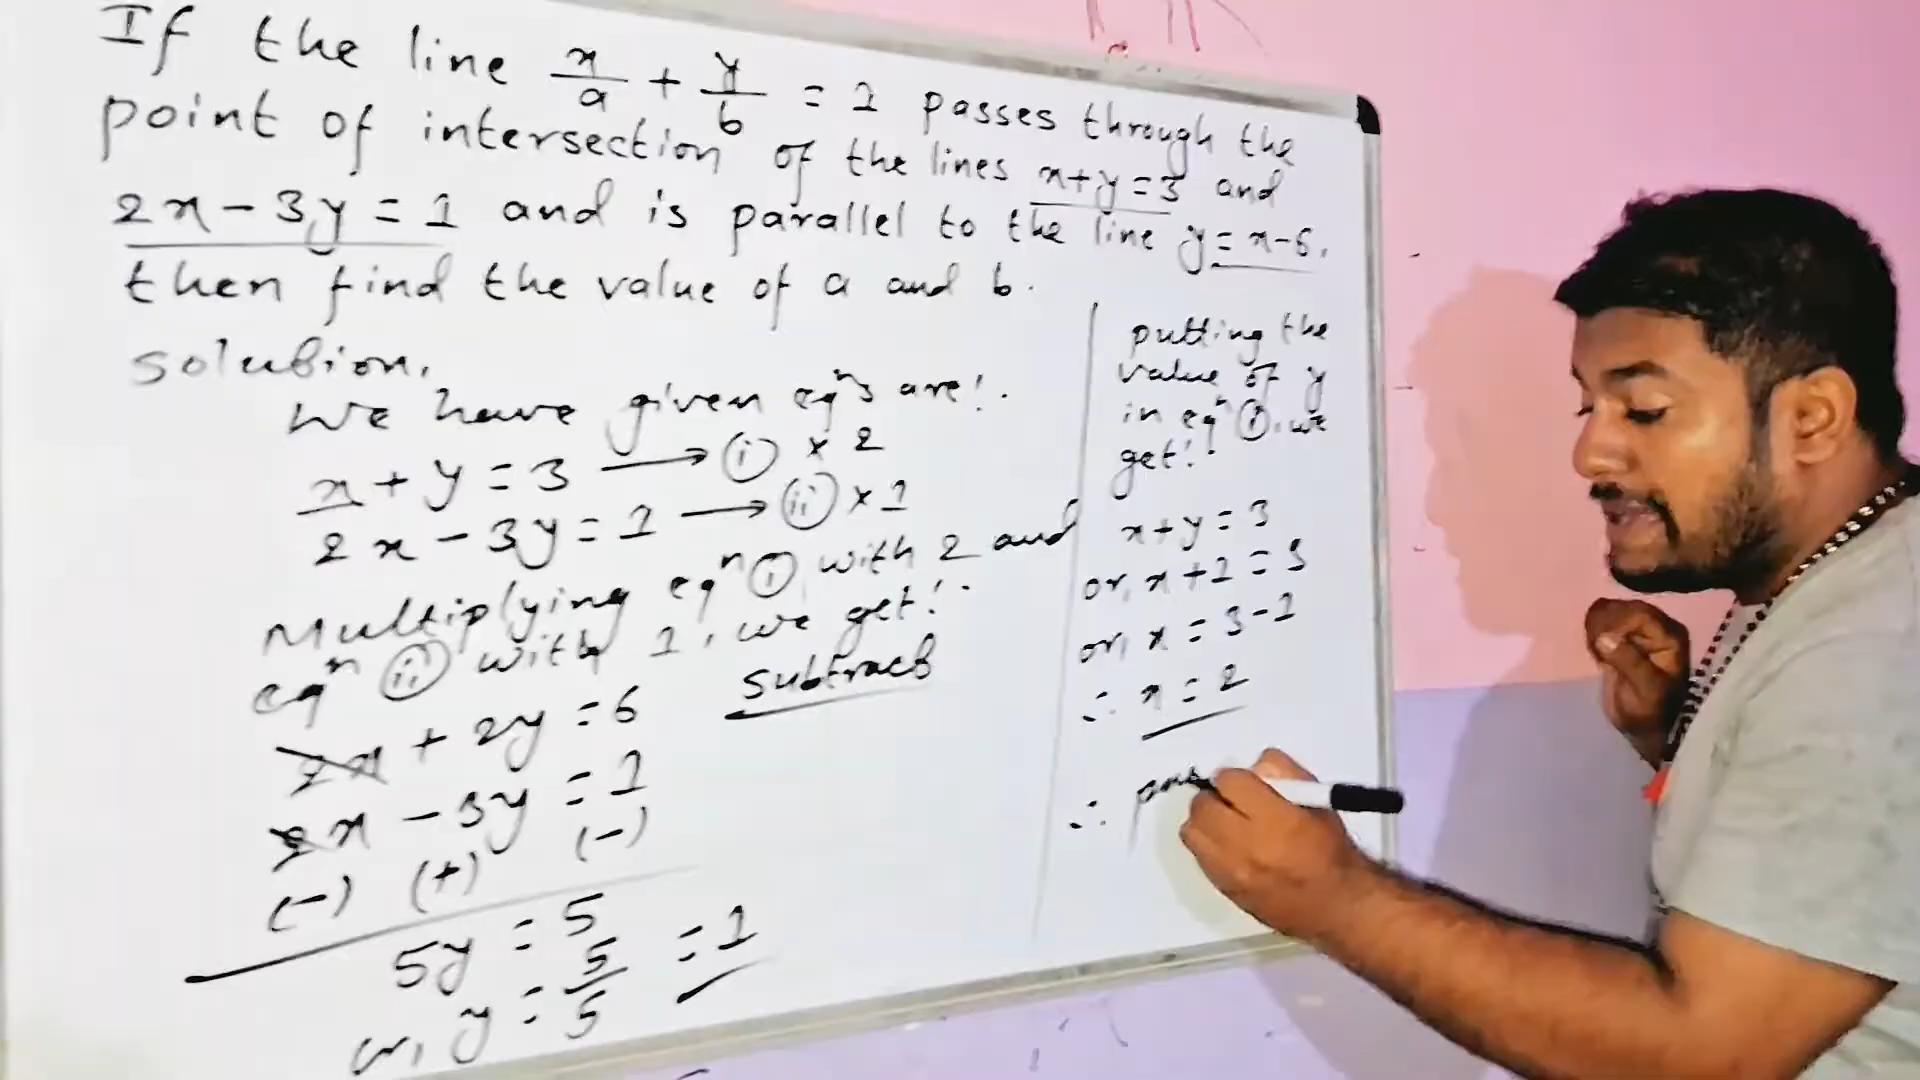 If the line x/a + y/b = 1 passes through the
point of intersection of the lines x+y=3 and
2x-3y=1 and is parallel to the line y=x-6,
then find the value of a and b.
solution,
We have given eqⁿs are:-
x+y=3 → (i) × 2
2x-3y=1 → (ii) × 1
Multiplying eqⁿ (i) with 2 and
eqⁿ (ii) with 1, we get:-
2x + 2y = 6
subtract
2x - 3y = 1
(-) (+) (-)
5y = 5
or, y = 5/5 = 1
putting the
value of y
in eqⁿ (i), we
get:-
x+y=3
or, x+1=3
or, x=3-1
∴ x=2
∴